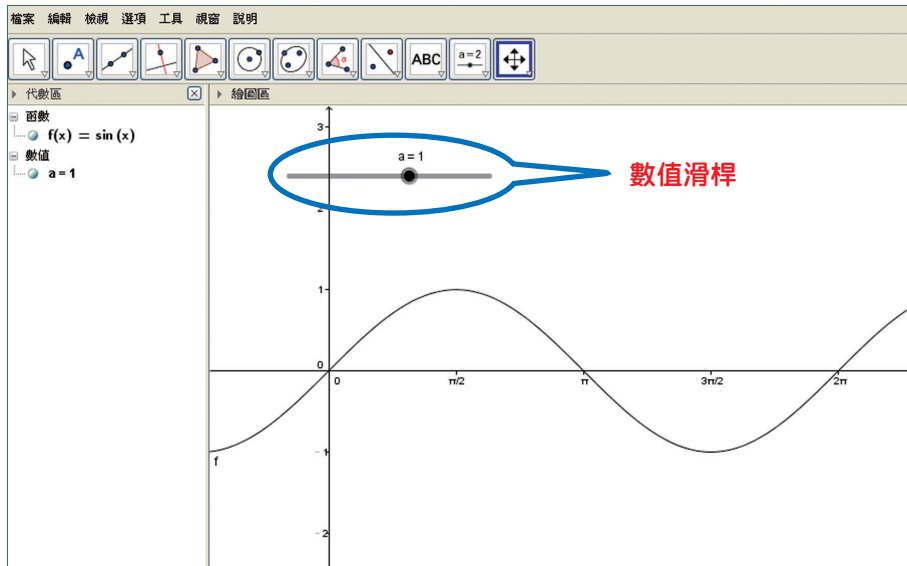 檔案 編輯 檢視 選項 工具 視窗 說明
A α ABC a=2
代數區
繪圖區
函數
f(x) = sin (x)
數值
a = 1
3
a = 1
數值滑桿
2
1
0
0 π/2 π 3π/2 2π
f
-1
-2